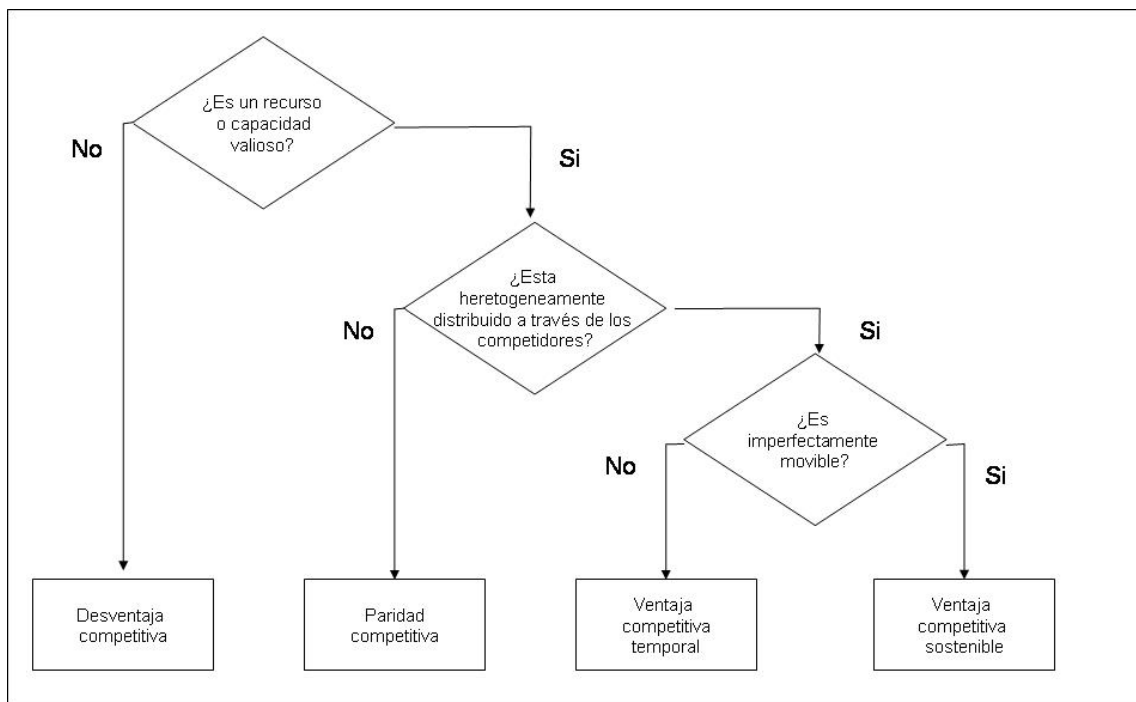 ¿Es un recurso
o capacidad
valioso?
No
Si
¿Esta
heretogeneamente
distribuido a través de los
competidores?
No
Si
¿Es
imperfectamente
movible?
No
Si
Desventaja
competitiva
Paridad
competitiva
Ventaja
competitiva
temporal
Ventaja
competitiva
sostenible